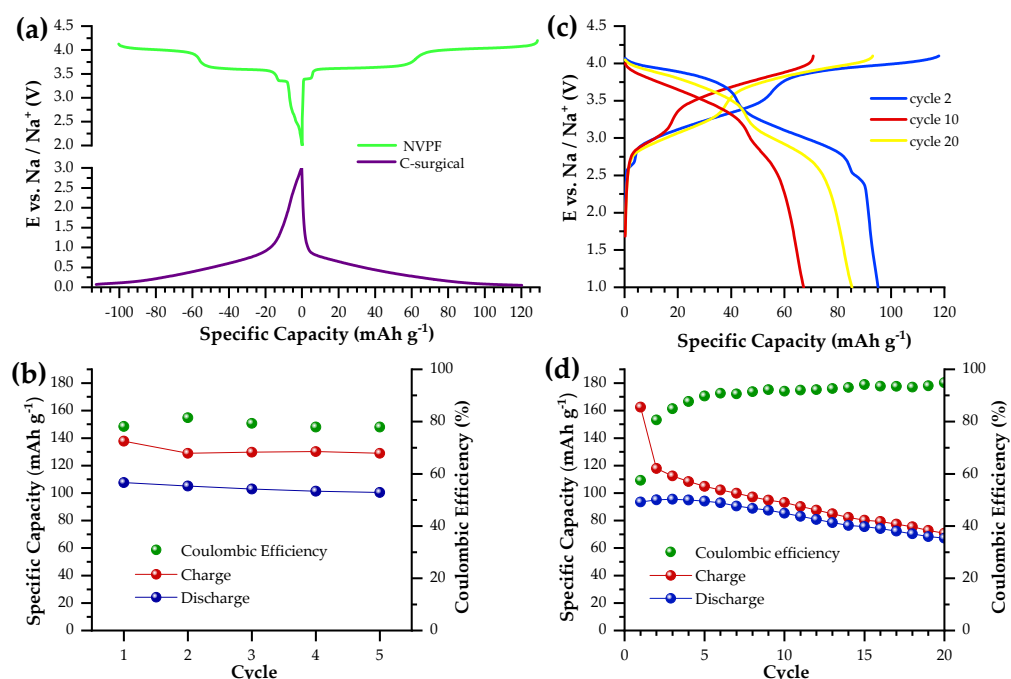 (a)
E vs. Na / Na⁺ (V)
4.5
4.0
3.5
3.0
2.5
2.0
3.0
2.5
2.0
1.5
1.0
0.5
0.0
NVPF
C-surgical
-100 -80 -60 -40 -20 0 20 40 60 80 100 120
Specific Capacity (mAh g⁻¹)
(c)
E vs. Na / Na⁺ (V)
4.5
4.0
3.5
3.0
2.5
4.0
1.5
1.0
cycle 2
cycle 10
cycle 20
0 20 40 60 80 100 120
Specific Capacity (mAh g⁻¹)
(b)
Specific Capacity (mAh g⁻¹)
180
160
140
120
100
80
60
40
20
0
Coulombic Efficiency
Charge
Discharge
100
80
60
40
20
0
Coulombic Efficiency (%)
1 2 3 4 5
Cycle
(d)
Specific Capacity (mAh g⁻¹)
180
160
140
120
100
80
60
40
20
0
Coulombic efficiency
Charge
Discharge
100
80
60
40
20
0
Coulombic Efficiency (%)
0 5 10 15 20
Cycle